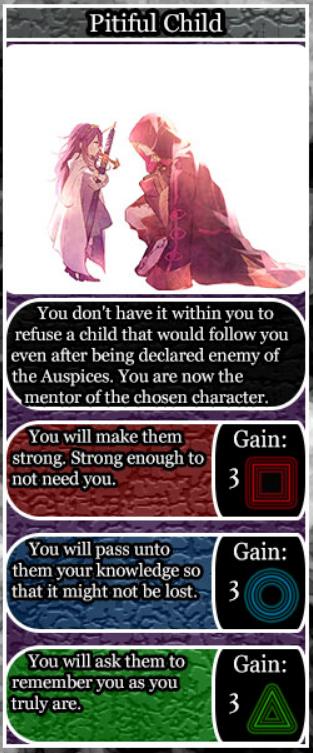 Pitiful Child
You don't have it within you to
refuse a child that would follow you
even after being declared enemy of
the Auspices. You are now the
mentor of the chosen character.
You will make them
strong. Strong enough to
not need you.
Gain:
3
You will pass unto
them your knowledge so
that it might not be lost.
Gain:
3
You will ask them to
remember you as you
truly are.
Gain:
3